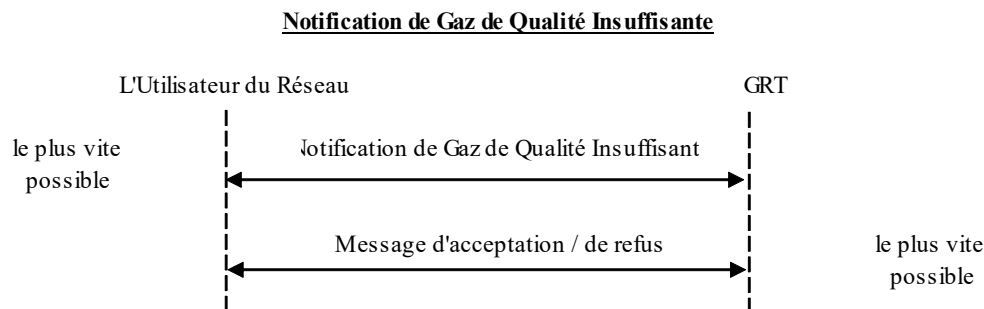 Notification de Gaz de Qualité Insuffisante
L'Utilisateur du Réseau
GRT
le plus vite
possible
Notification de Gaz de Qualité Insuffisant
Message d'acceptation / de refus
le plus vite
possible